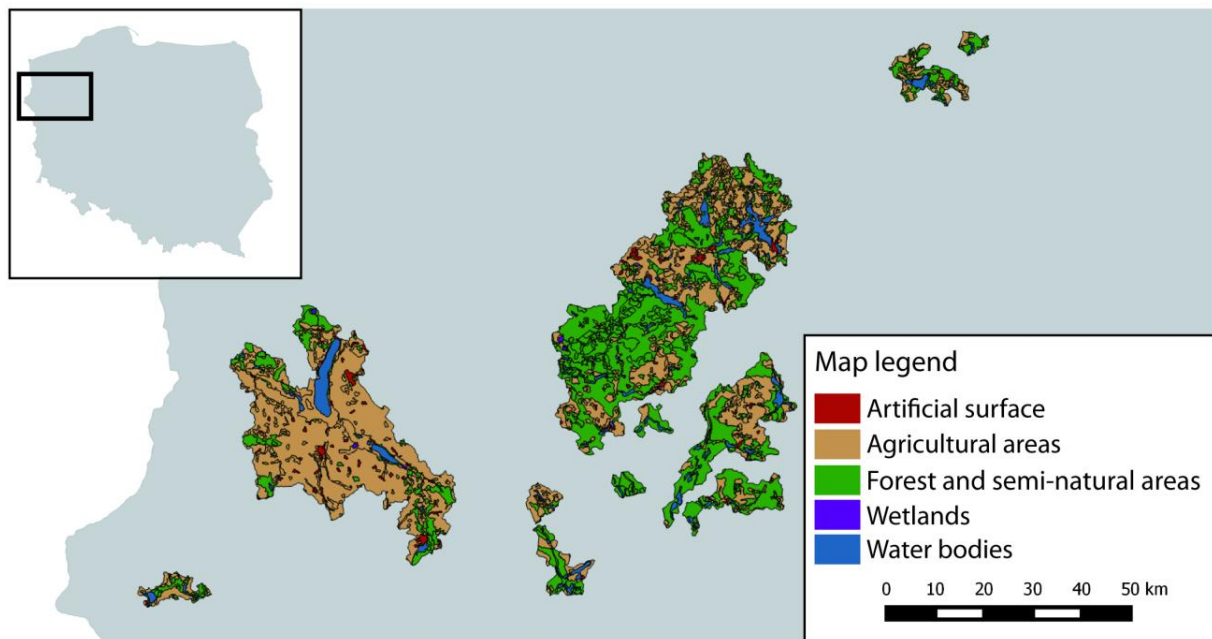 Map legend
Artificial surface
Agricultural areas
Forest and semi-natural areas
Wetlands
Water bodies
0 10 20 30 40 50 km